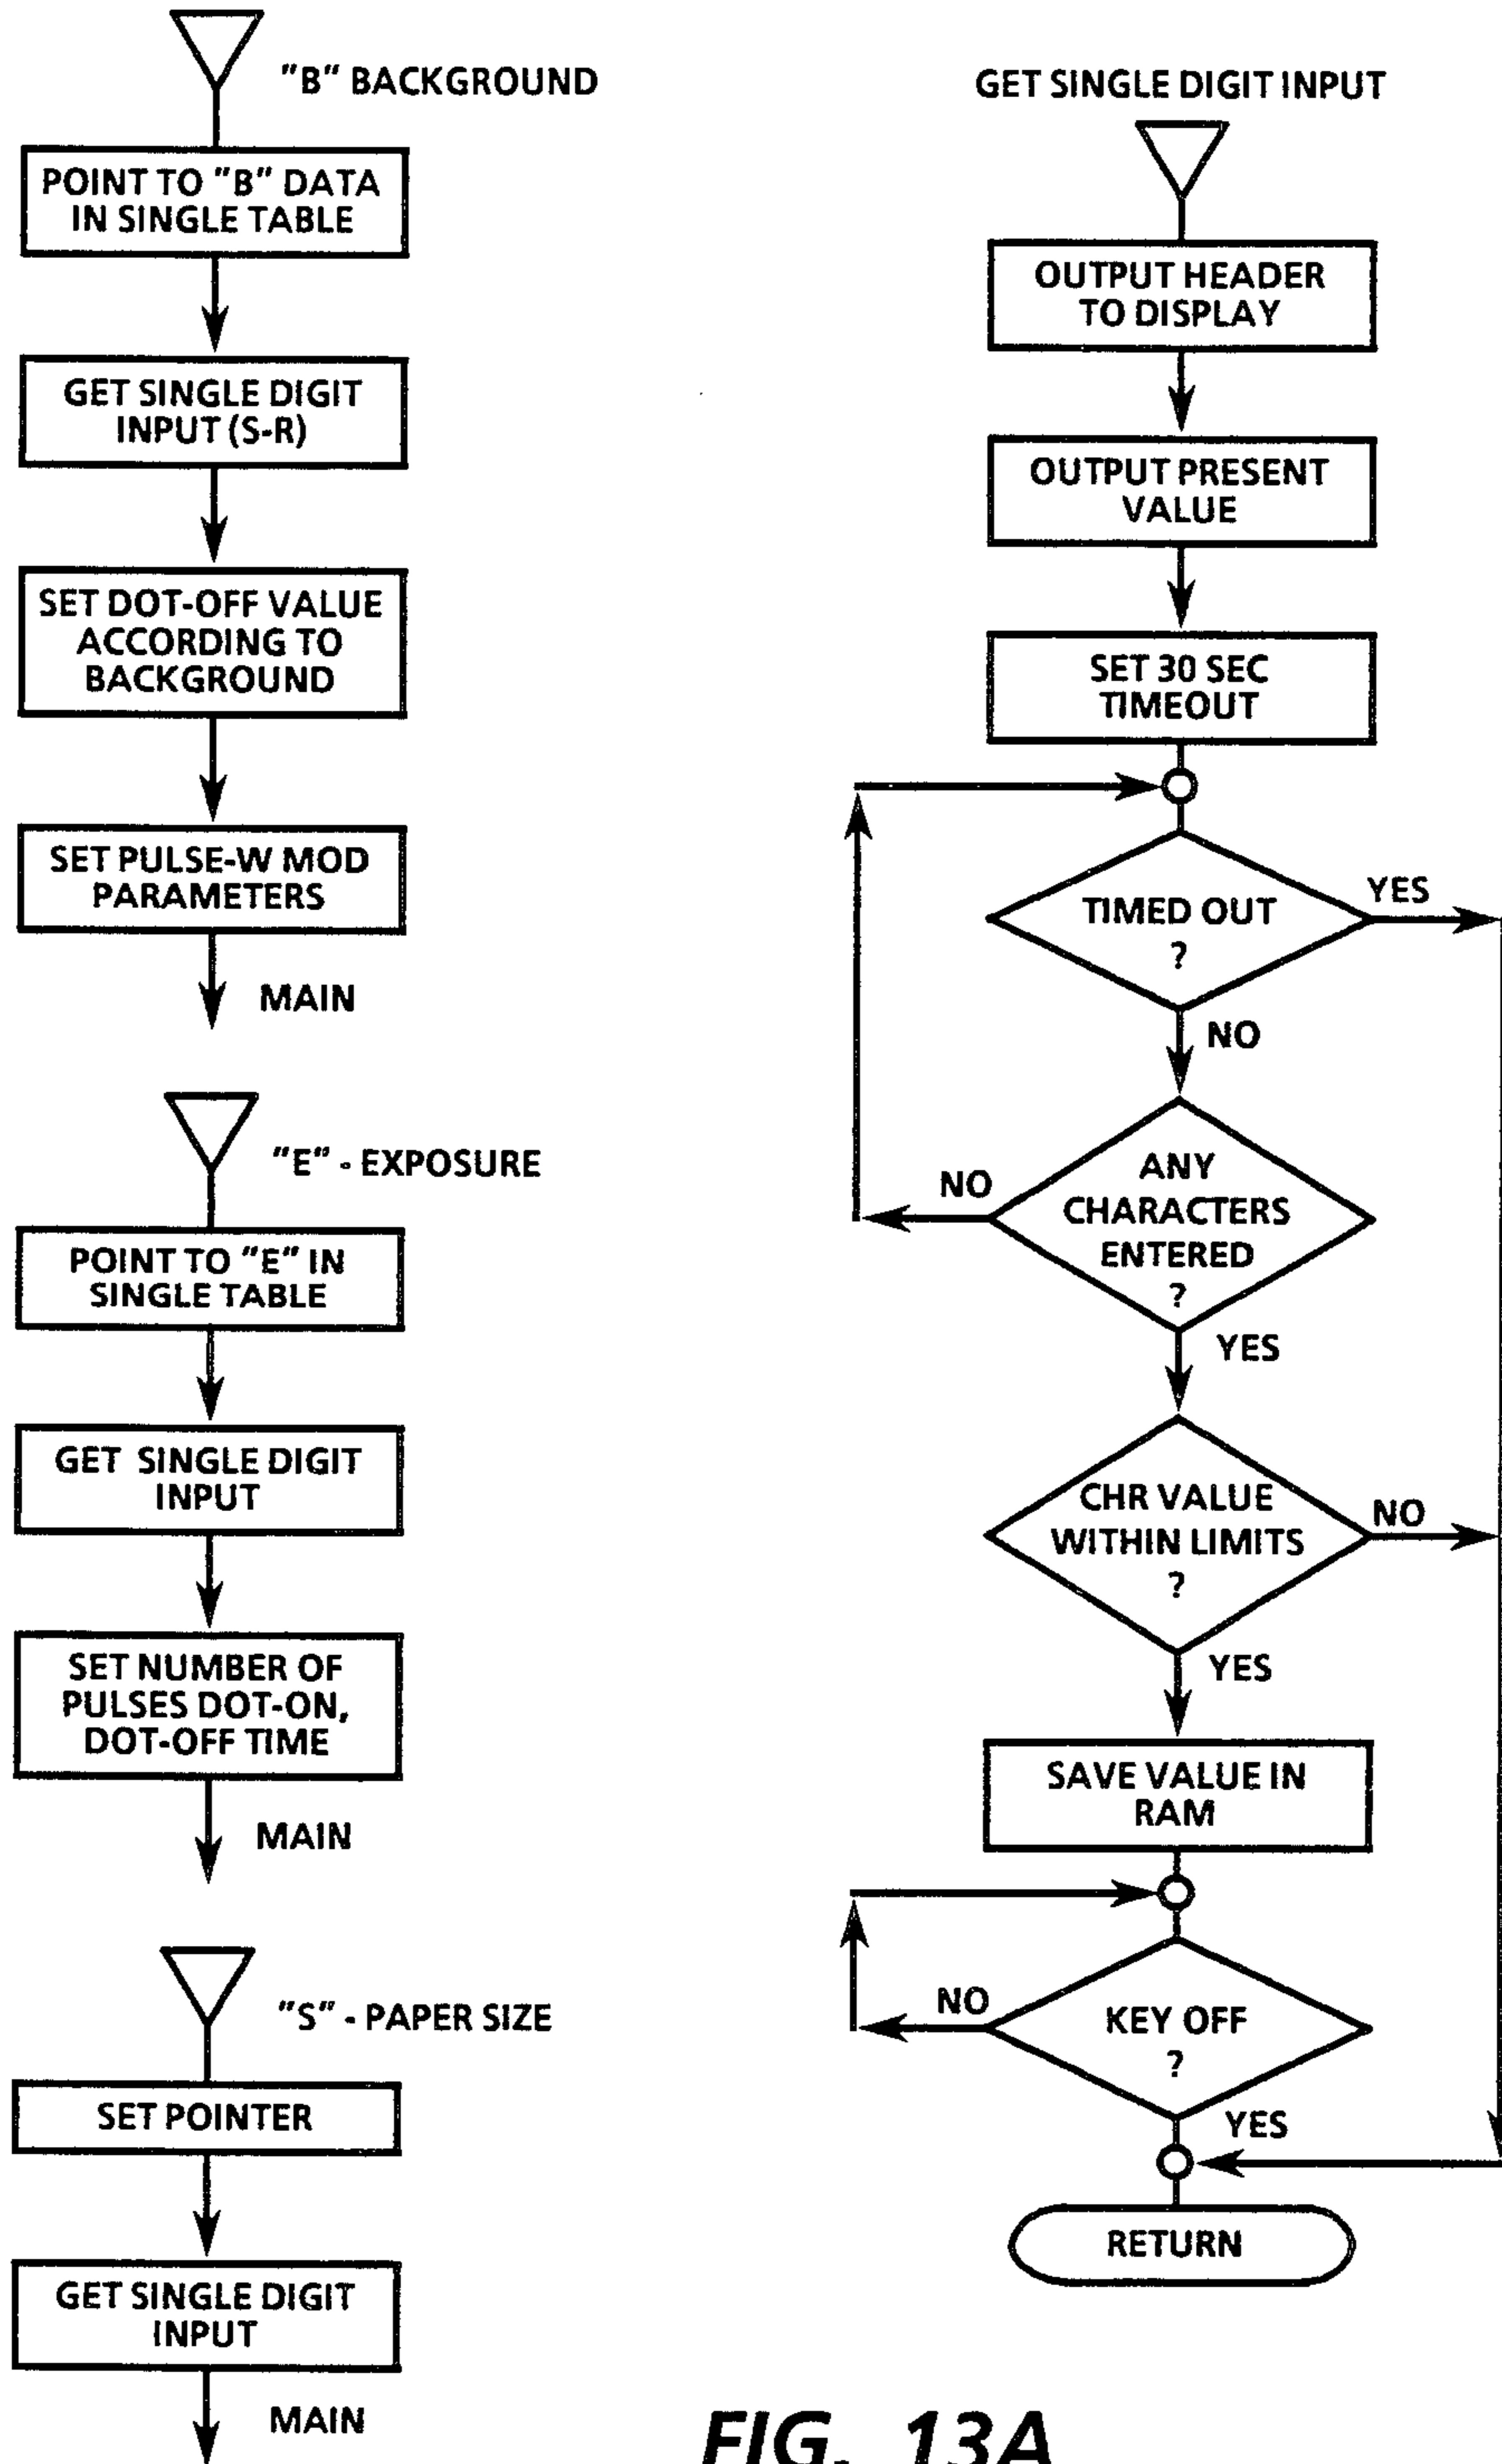 "B" BACKGROUND
POINT TO "B" DATA
IN SINGLE TABLE
GET SINGLE DIGIT
INPUT (S-R)
SET DOT-OFF VALUE
ACCORDING TO
BACKGROUND
SET PULSE-W MOD
PARAMETERS
MAIN
"E" - EXPOSURE
POINT TO "E" IN
SINGLE TABLE
GET SINGLE DIGIT
INPUT
SET NUMBER OF
PULSES DOT-ON,
DOT-OFF TIME
MAIN
"S" - PAPER SIZE
SET POINTER
GET SINGLE DIGIT
INPUT
MAIN
GET SINGLE DIGIT INPUT
OUTPUT HEADER
TO DISPLAY
OUTPUT PRESENT
VALUE
SET 30 SEC
TIMEOUT
TIMED OUT
?
YES
NO
ANY
CHARACTERS
ENTERED
?
NO
YES
CHR VALUE
WITHIN LIMITS
?
NO
YES
SAVE VALUE IN
RAM
KEY OFF
?
NO
YES
RETURN
FIG. 13A